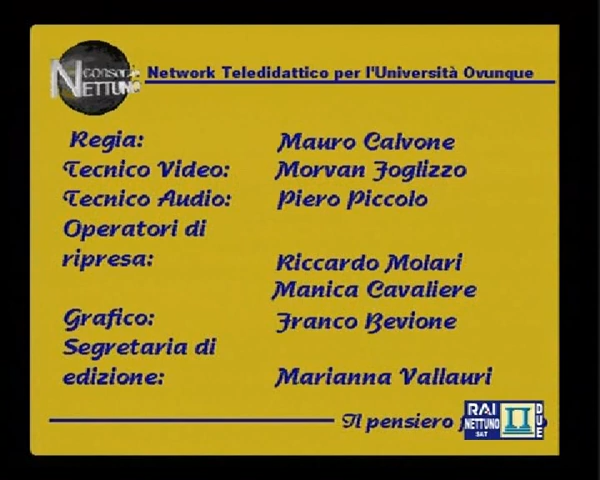 CONSORZIO
NETTUNO
Network Teledidattico per l'Università Ovunque
Regia: Mauro Calvone
Tecnico Video: Morvan Foglizzo
Tecnico Audio: Piero Piccolo
Operatori di
ripresa: Riccardo Molari
Manica Cavaliere
Grafico: Franco Bevione
Segretaria di
edizione: Marianna Vallauri
Il pensiero
RAI
NETTUNO
SAT
DUE